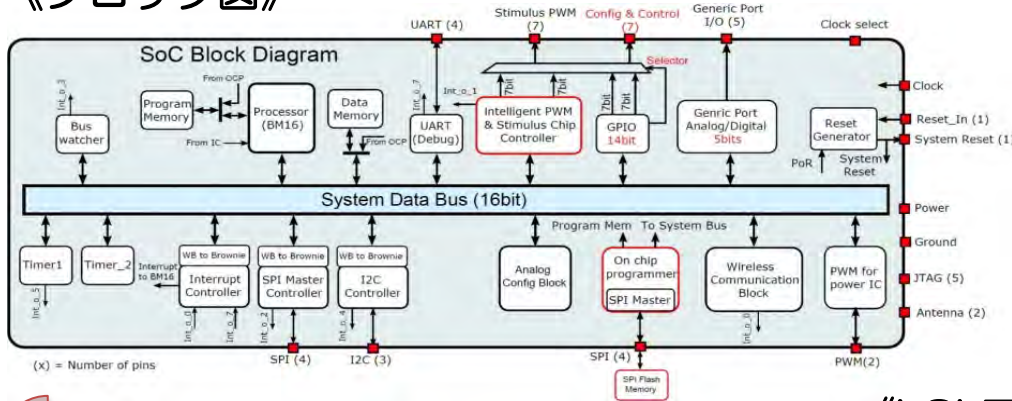 《ブロック図》
UART (4)
Stimulus PWM
(7)
Config & Control
(7)
Generic Port
I/O (5)
Clock select
SoC Block Diagram
Selector
Int_o_3
From OCP
Int_o_7
Int_o_1
7bit
7bit
7bit
7bit
Bus
watcher
Program
Memory
Processor
(BM16)
From IC
Data
Memory
From OCP
UART
(Debug)
Intelligent PWM
& Stimulus Chip
Controller
GPIO
14bit
Genric Port
Analog/Digital
5bits
Reset
Generator
PoR
System
Reset
Clock
Reset_In (1)
System Reset (1)
System Data Bus (16bit)
Power
Ground
JTAG (5)
Antenna (2)
Timer1
Int_o_5
Timer_2
Interrupt
to BM16
WB to Brownie
Interrupt
Controller
Int_o_0
Int_o_7
WB to Brownie
SPI Master
Controller
Int_o_2
WB to Brownie
I2C
Controller
Int_o_4
Analog
Config Block
Program Mem
To System Bus
On chip
programmer
SPI Master
Wireless
Communication
Block
Int_o_0
PWM for
power IC
(x) = Number of pins
SPI (4)
I2C (3)
SPI (4)
PWM(2)
SPI Flash
Memory